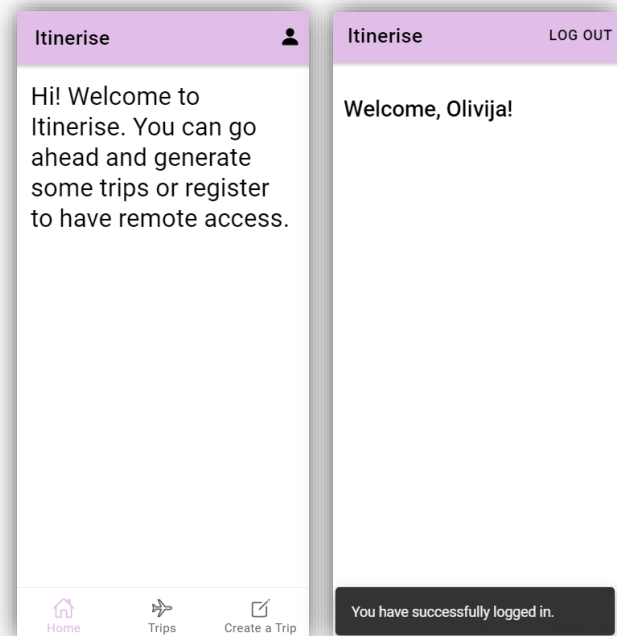 Itinerise
Hi! Welcome to
Itinerise. You can go
ahead and generate
some trips or register
to have remote access.
Home
Trips
Create a Trip
Itinerise
LOG OUT
Welcome, Olivija!
You have successfully logged in.